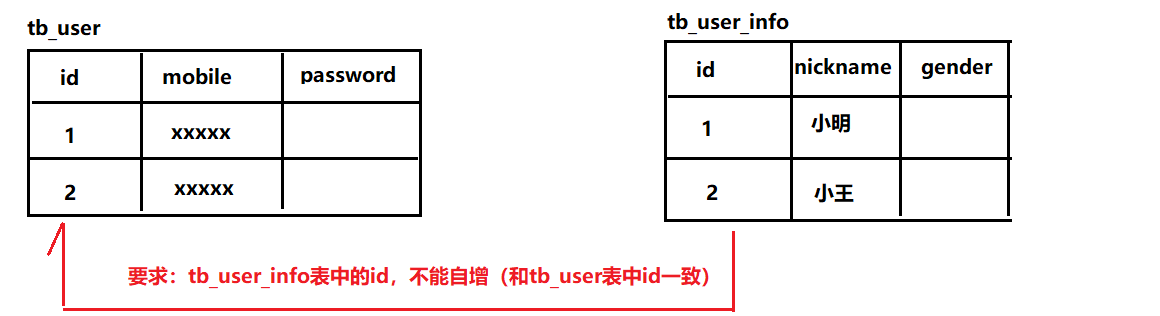 tb_user
id mobile password
1 xxxxx
2 xxxxx
tb_user_info
id nickname gender
1 小明
2 小王
要求：tb_user_info表中的id，不能自增（和tb_user表中id一致）